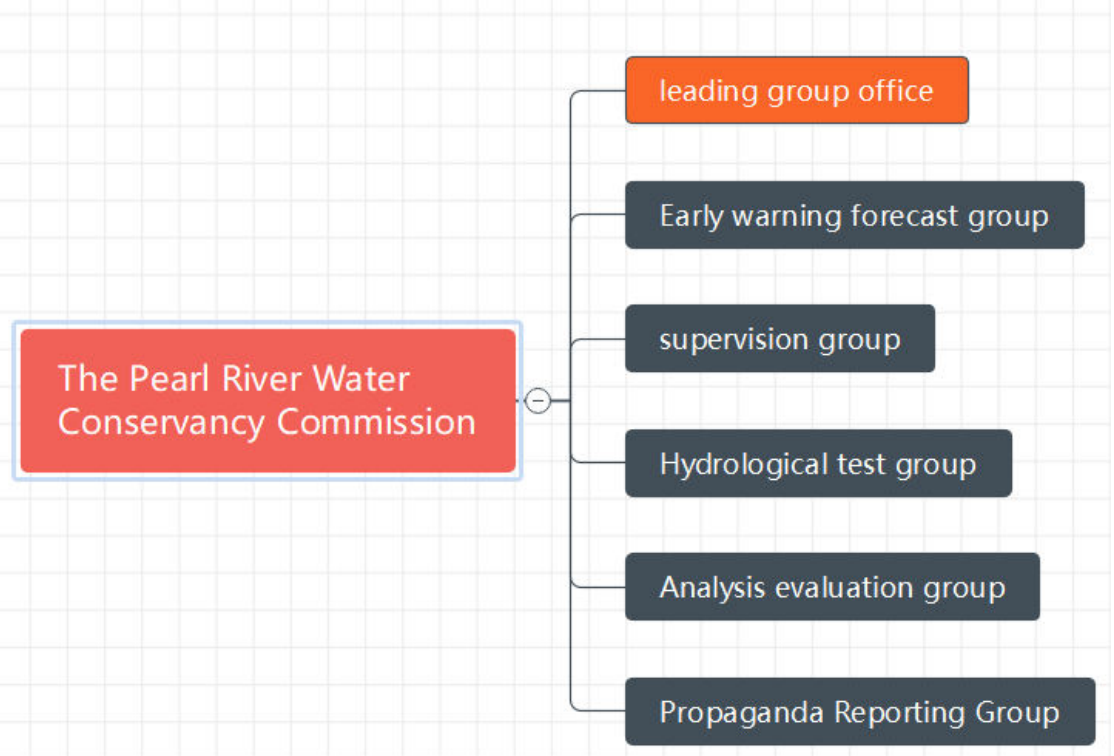 leading group office
Early warning forecast group
supervision group
The Pearl River Water
Conservancy Commission
Hydrological test group
Analysis evaluation group
Propaganda Reporting Group